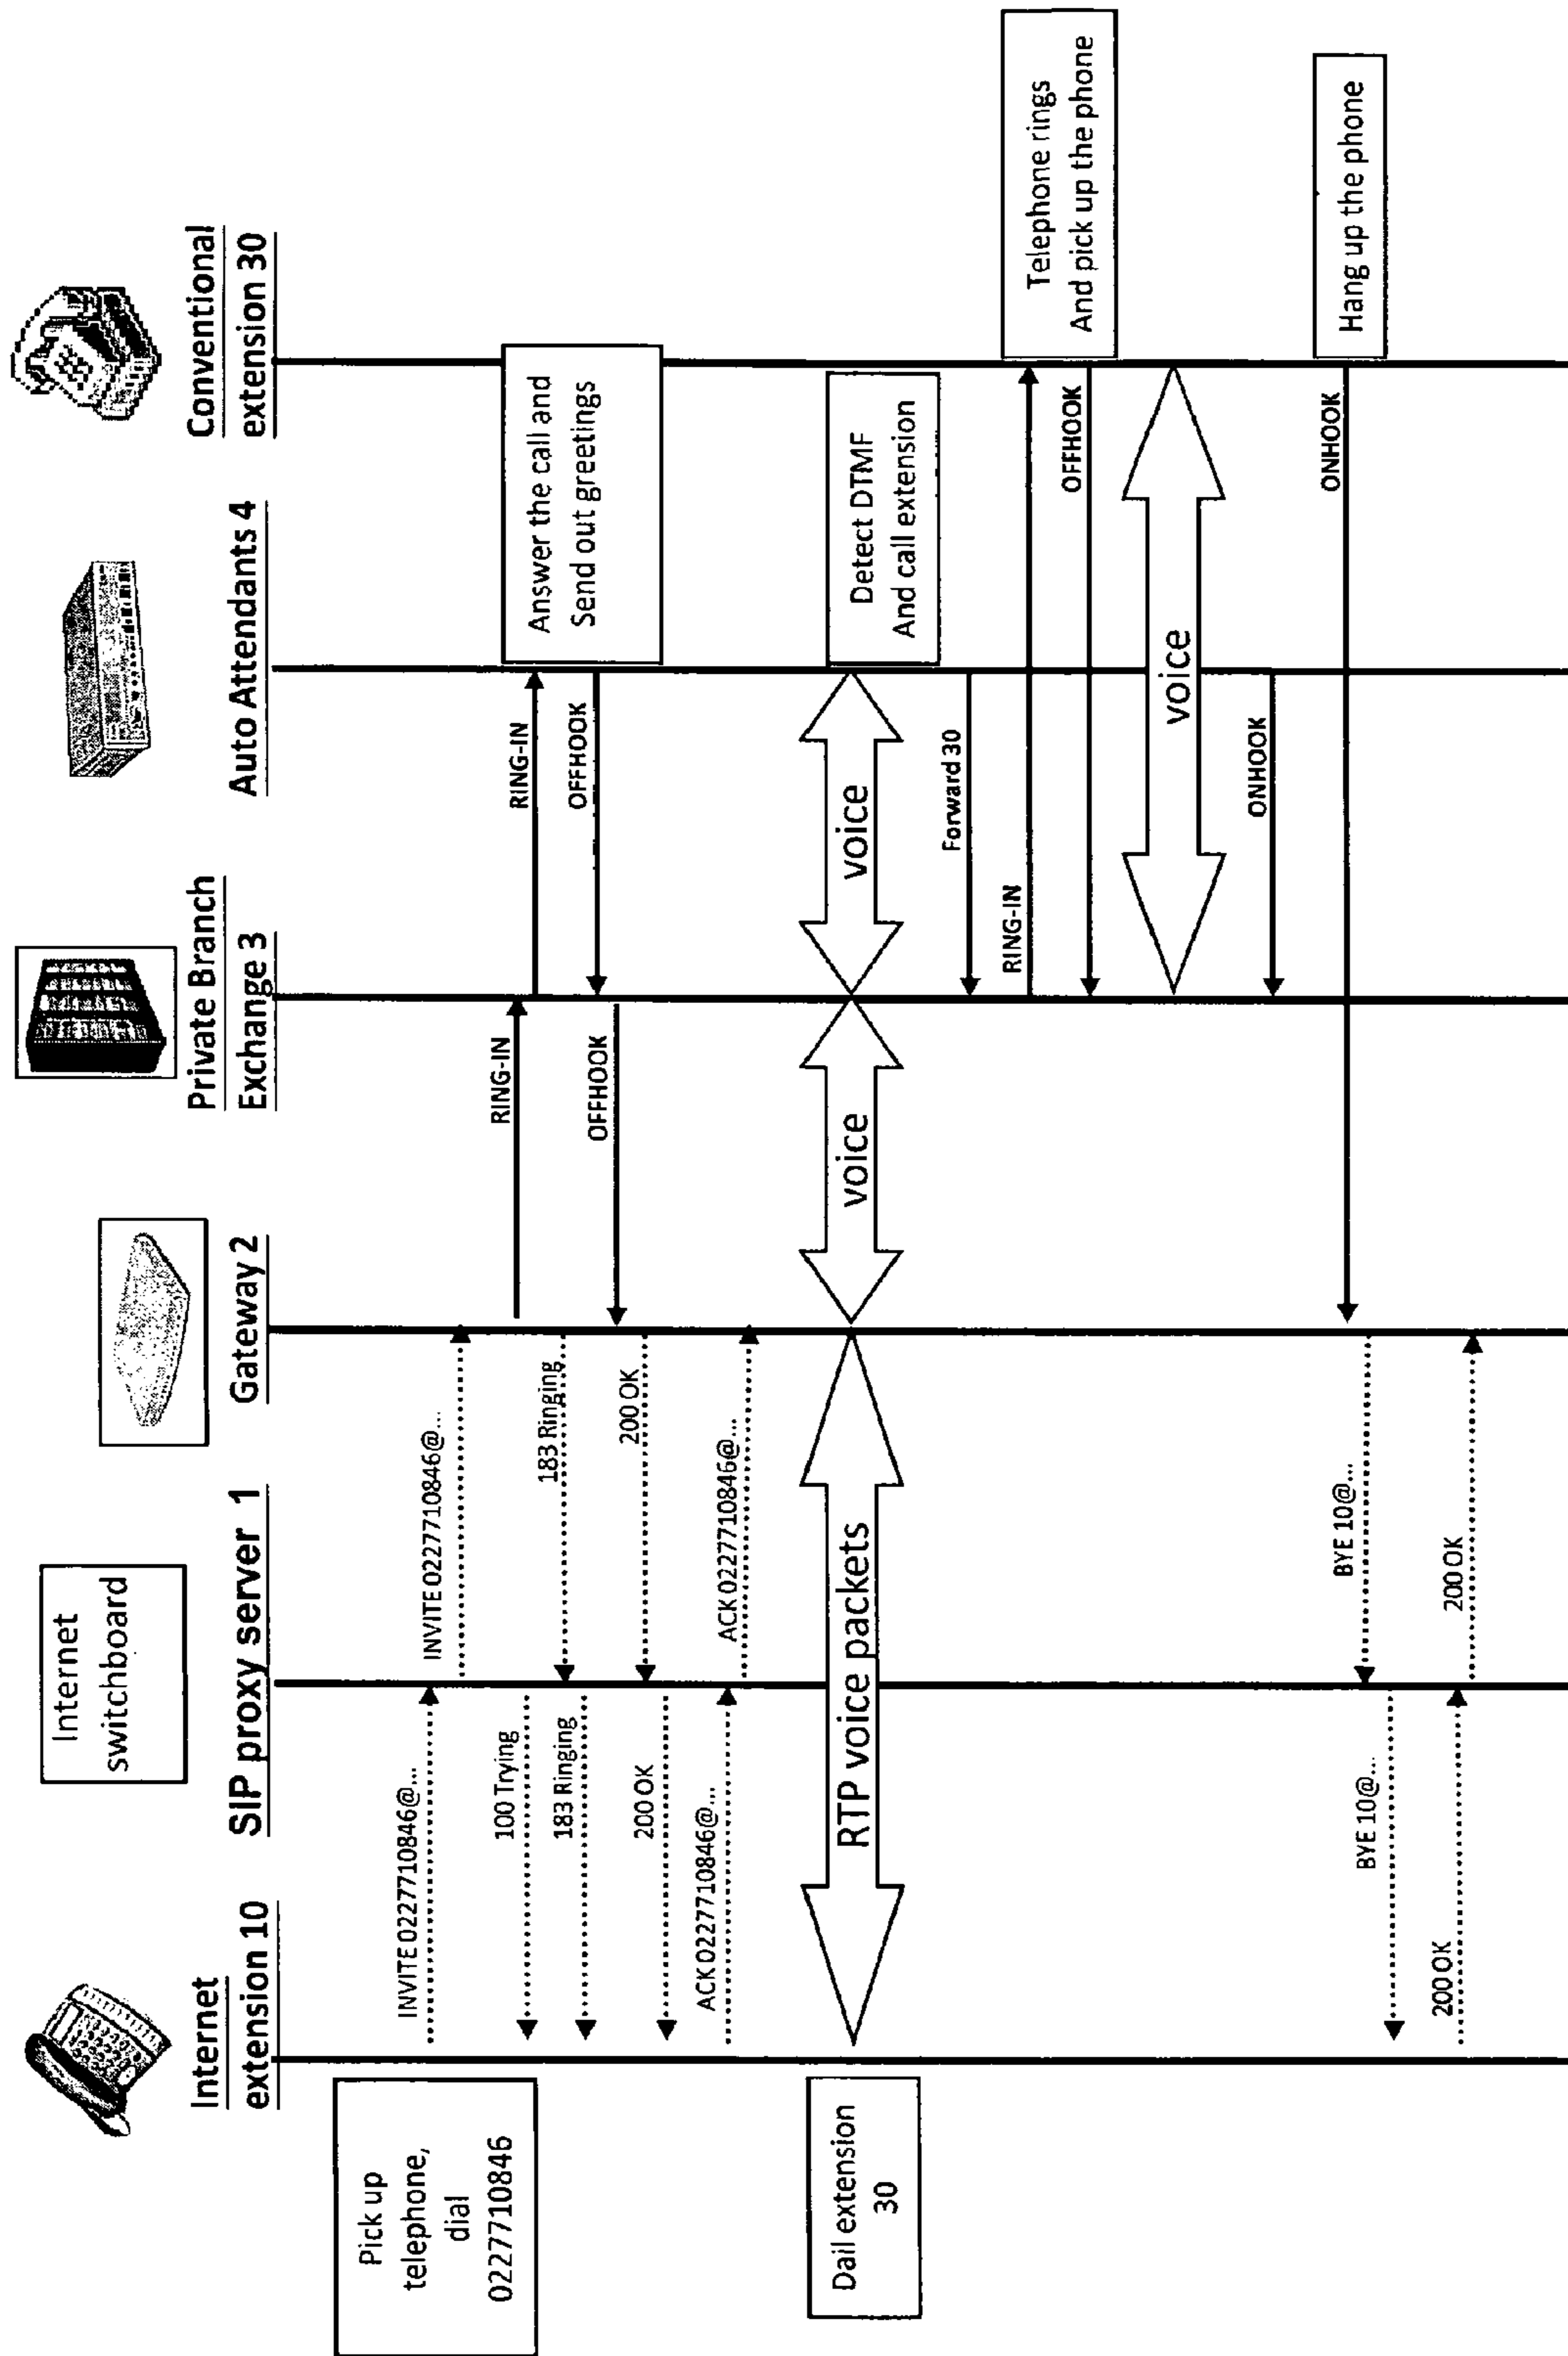 Internet
switchboard
Internet
extension 10
SIP proxy server 1
Gateway 2
Private Branch
Exchange 3
Auto Attendants 4
Conventional
extension 30
Pick up
telephone,
dial
0227710846
INVITE 0227710846@...
INVITE 0227710846@...
100 Trying
RING-IN
RING-IN
Answer the call and
Send out greetings
183 Ringing
183 Ringing
OFFHOOK
OFFHOOK
200 OK
200 OK
ACK 0227710846@...
ACK 0227710846@...
Dail extension
30
RTP voice packets
voice
voice
Detect DTMF
And call extension
Forward 30
RING-IN
Telephone rings
And pick up the phone
OFFHOOK
voice
ONHOOK
ONHOOK
Hang up the phone
BYE 10@...
BYE 10@...
200 OK
200 OK